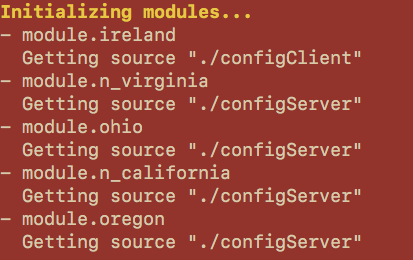 Initializing modules...
- module.ireland
  Getting source "./configClient"
- module.n_virginia
  Getting source "./configServer"
- module.ohio
  Getting source "./configServer"
- module.n_california
  Getting source "./configServer"
- module.oregon
  Getting source "./configServer"